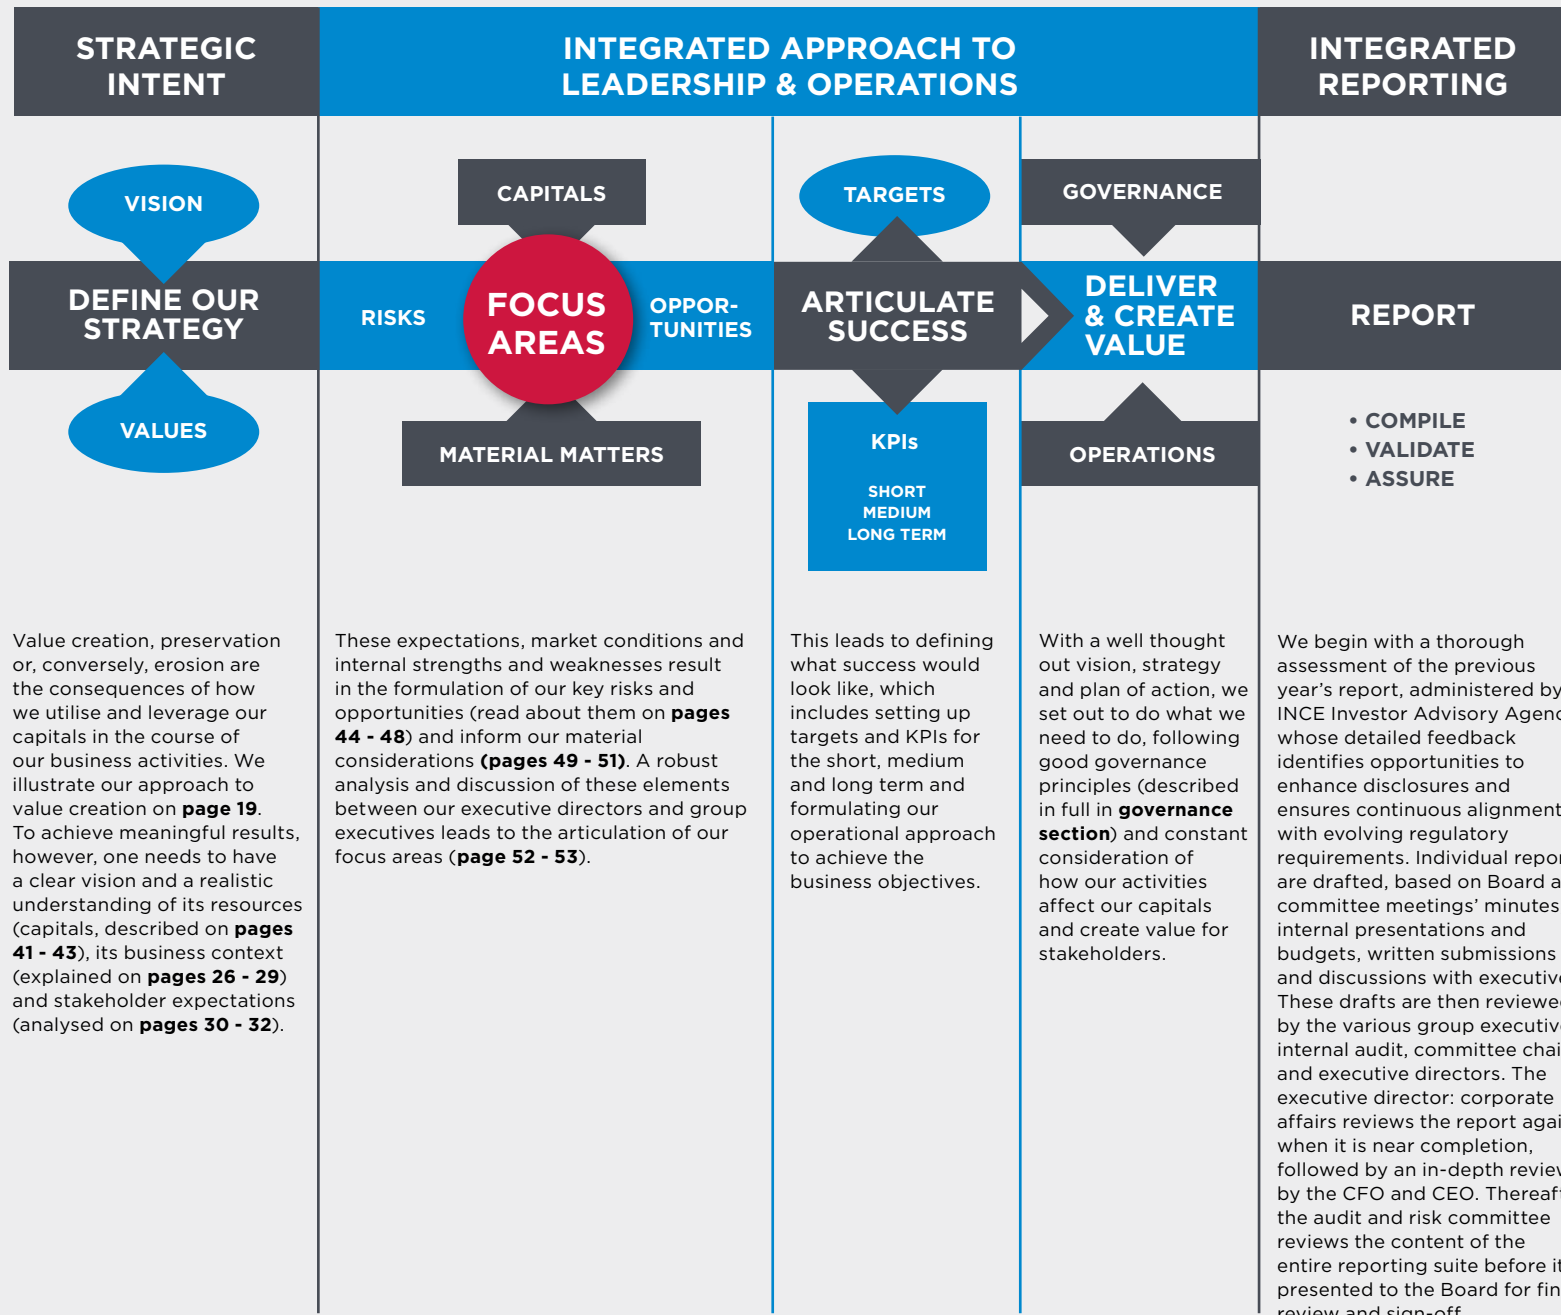 STRATEGIC
INTENT
INTEGRATED APPROACH TO
LEADERSHIP & OPERATIONS
INTEGRATED
REPORTING
VISION
DEFINE OUR
STRATEGY
VALUES
CAPITALS
RISKS
FOCUS
AREAS
OPPOR-
TUNITIES
MATERIAL MATTERS
TARGETS
ARTICULATE
SUCCESS
KPIs
SHORT
MEDIUM
LONG TERM
GOVERNANCE
DELIVER
& CREATE
VALUE
OPERATIONS
REPORT
• COMPILE
• VALIDATE
• ASSURE
Value creation, preservation
or, conversely, erosion are
the consequences of how
we utilise and leverage our
capitals in the course of
our business activities. We
illustrate our approach to
value creation on page 19.
To achieve meaningful results,
however, one needs to have
a clear vision and a realistic
understanding of its resources
(capitals, described on pages
41 - 43), its business context
(explained on pages 26 - 29)
and stakeholder expectations
(analysed on pages 30 - 32).
These expectations, market conditions and
internal strengths and weaknesses result
in the formulation of our key risks and
opportunities (read about them on pages
44 - 48) and inform our material
considerations (pages 49 - 51). A robust
analysis and discussion of these elements
between our executive directors and group
executives leads to the articulation of our
focus areas (page 52 - 53).
This leads to defining
what success would
look like, which
includes setting up
targets and KPIs for
the short, medium
and long term and
formulating our
operational approach
to achieve the
business objectives.
With a well thought
out vision, strategy
and plan of action, we
set out to do what we
need to do, following
good governance
principles (described
in full in governance
section) and constant
consideration of
how our activities
affect our capitals
and create value for
stakeholders.
We begin with a thorough
assessment of the previous
year's report, administered by
INCE Investor Advisory
whose detailed feedback
identifies opportunities to
enhance disclosures and
ensures continuous alignment
with evolving regulatory
requirements. Individual
are drafted, based on Board
committee meetings' minutes
internal presentations and
budgets, written submissions
and discussions with
These drafts are then
by the various group
internal audit, committee
and executive directors. The
executive director: corporate
affairs reviews the report
when it is near completion,
followed by an in-depth
by the CFO and CEO.
the audit and risk committee
reviews the content of the
entire reporting suite before
presented to the Board for
review and sign-off